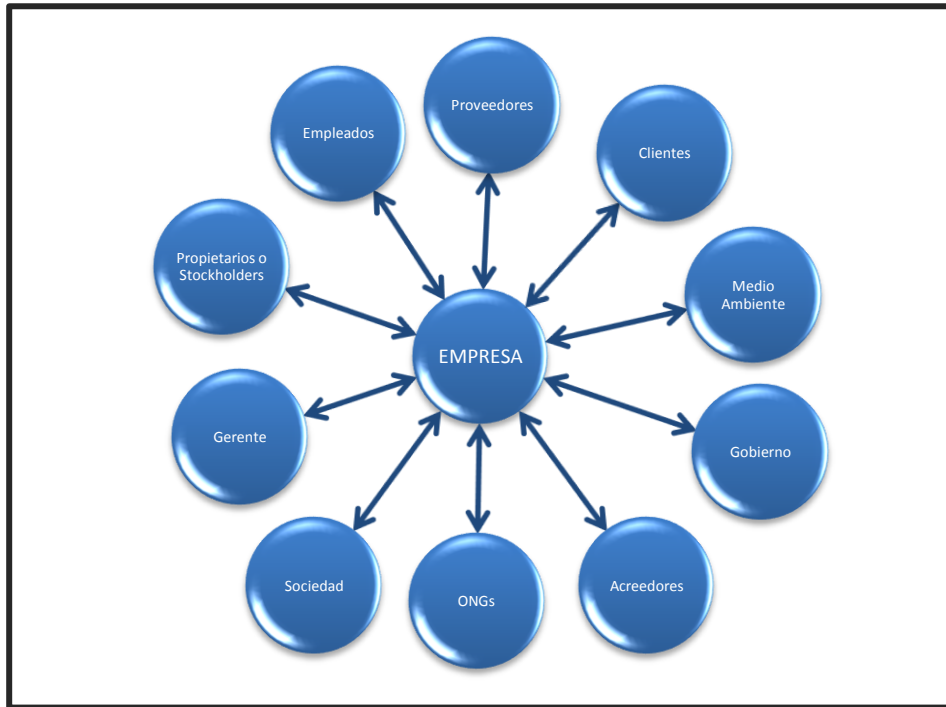 Proveedores
Empleados
Clientes
Propietarios o
Stockholders
Medio
Ambiente
EMPRESA
Gerente
Gobierno
Sociedad
ONGs
Acreedores